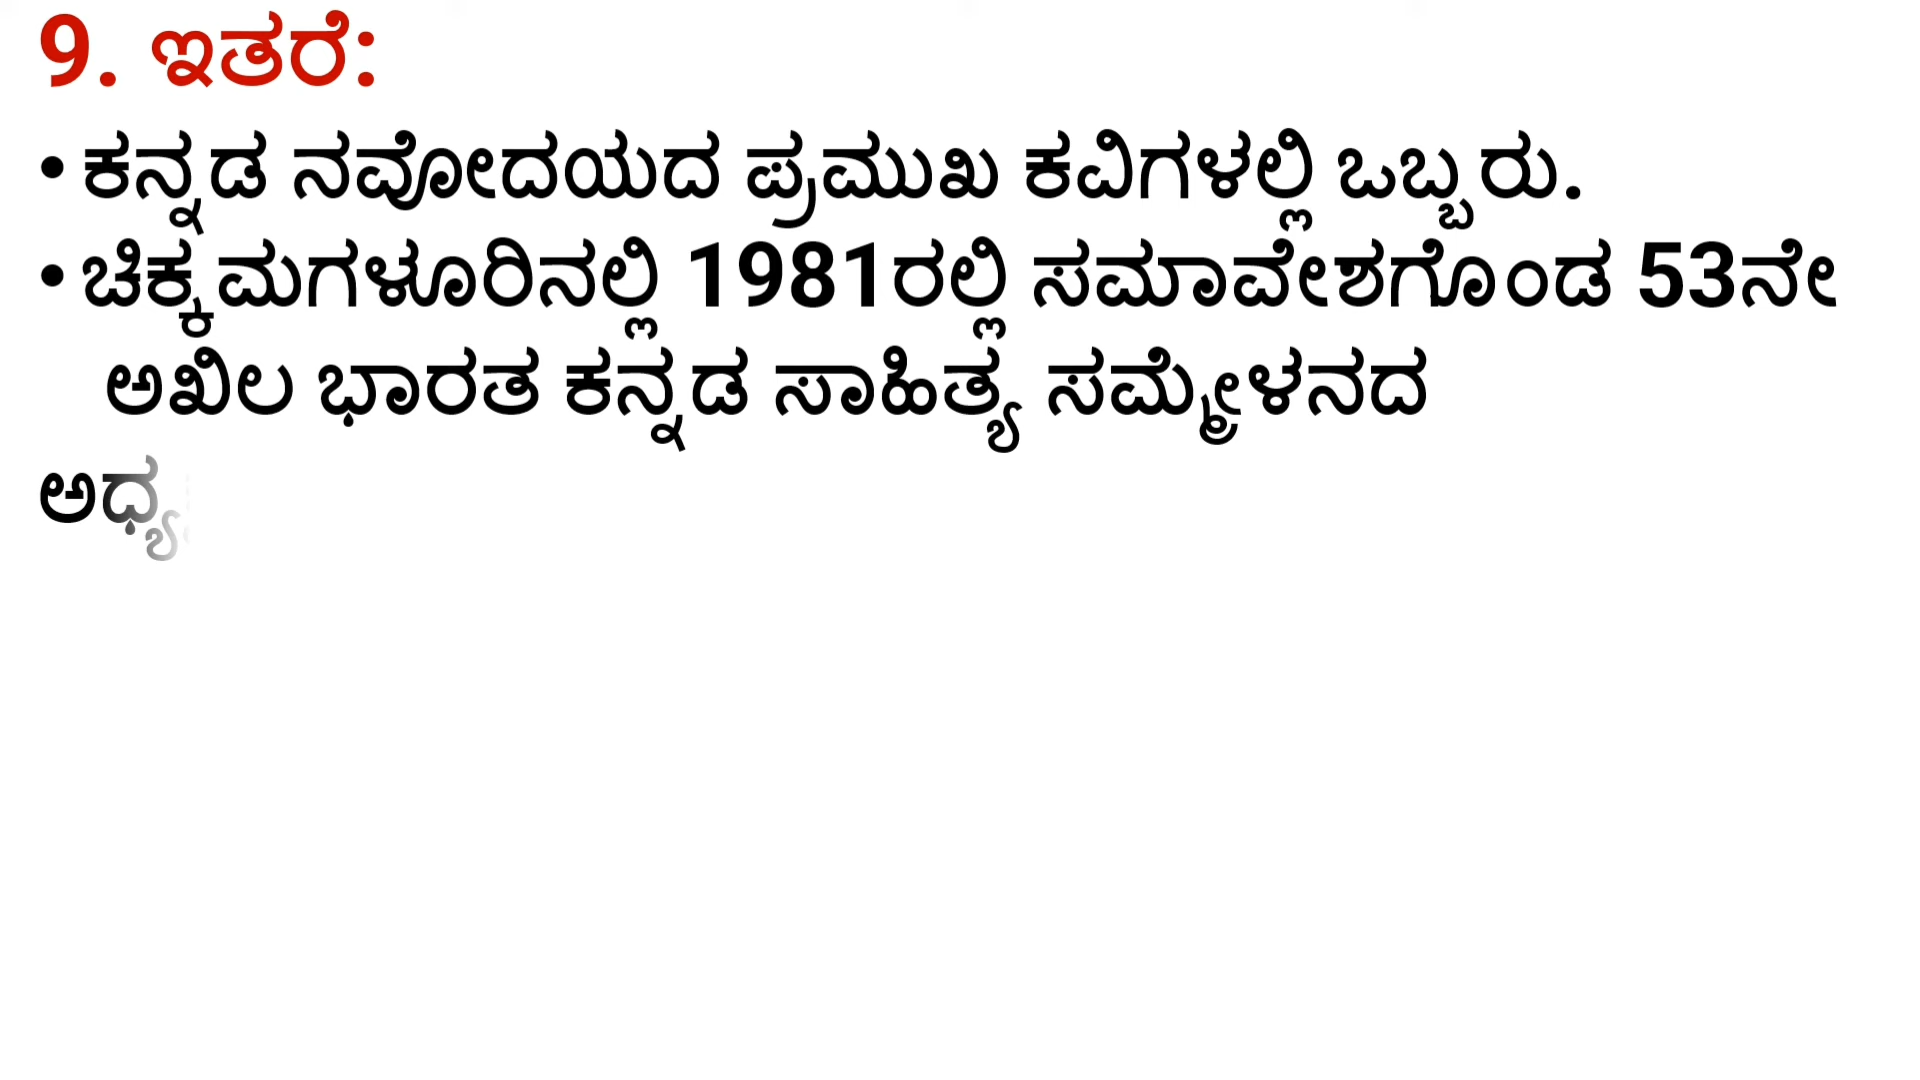 9. ಇತರೆ:
• ಕನ್ನಡ ನವೋದಯದ ಪ್ರಮುಖ ಕವಿಗಳಲ್ಲಿ ಒಬ್ಬರು.
• ಚಿಕ್ಕಮಗಳೂರಿನಲ್ಲಿ 1981ರಲ್ಲಿ ಸಮಾವೇಶಗೊಂಡ 53ನೇ
ಅಖಿಲ ಭಾರತ ಕನ್ನಡ ಸಾಹಿತ್ಯ ಸಮ್ಮೇಳನದ